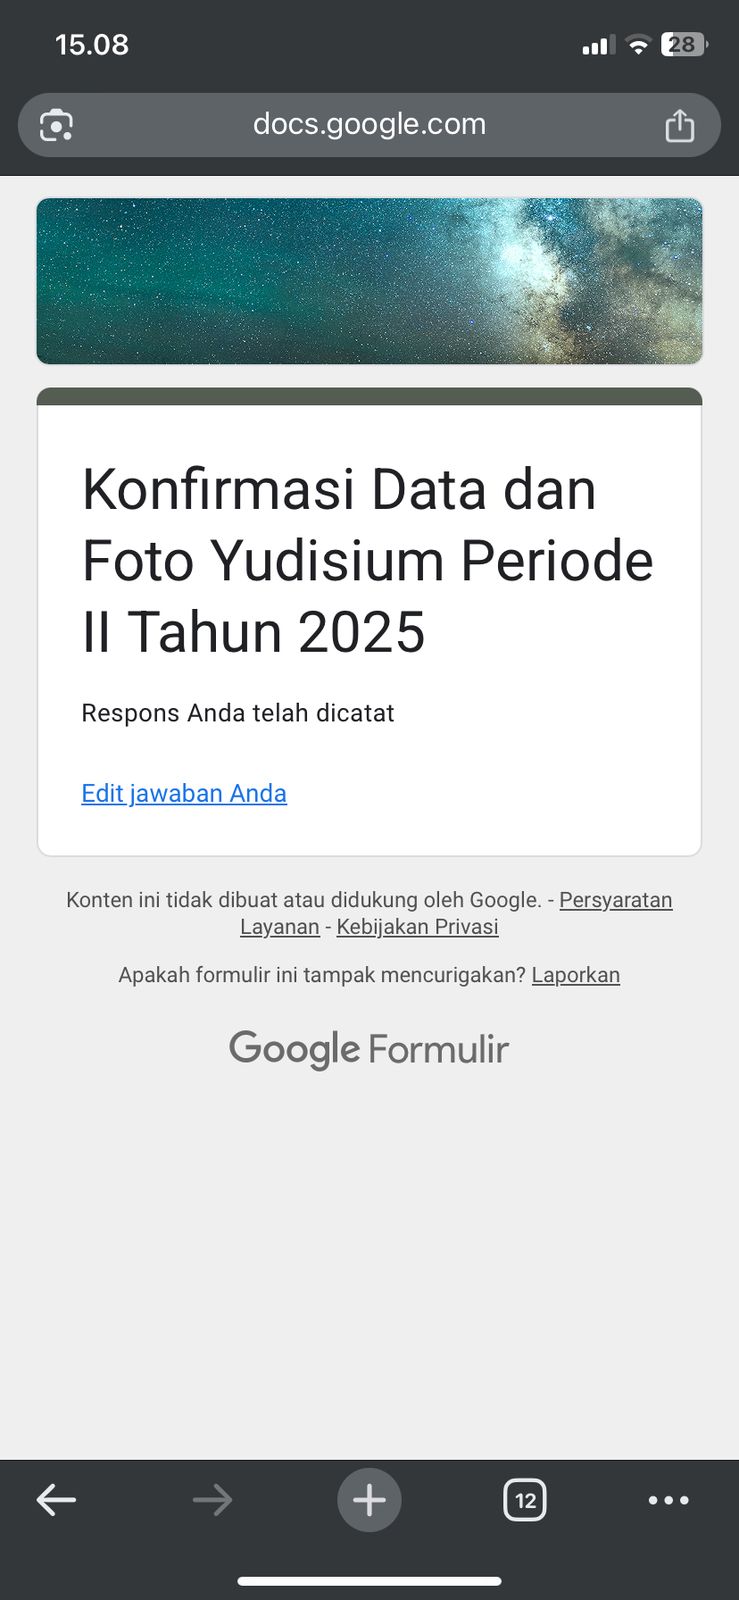 15.08
28
docs.google.com
Konfirmasi Data dan
Foto Yudisium Periode
II Tahun 2025
Respons Anda telah dicatat
Edit jawaban Anda
Konten ini tidak dibuat atau didukung oleh Google. - Persyaratan
Layanan - Kebijakan Privasi
Apakah formulir ini tampak mencurigakan? Laporkan
Google Formulir
12